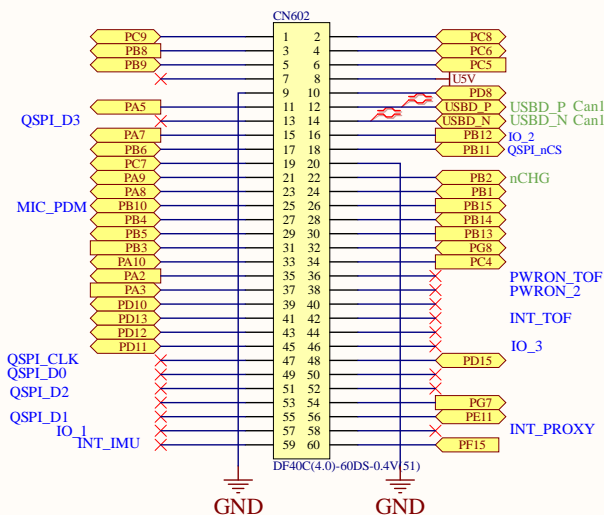 CN602
PC9 1 2 PC8
PB8 3 4 PC6
PB9 5 6 PC5
7 8 U5V
9 10 PD8
PA5 11 12 USBD_P USBD_P Can1
QSPI_D3 13 14 USBD_N USBD_N Can1
PA7 15 16 PB12 IO_2
PB6 17 18 PB11 QSPI_nCS
PC7 19 20
PA9 21 22 PB2 nCHG
PA8 23 24 PB1
MIC_PDM PB10 25 26 PB15
PB4 27 28 PB14
PB5 29 30 PB13
PB3 31 32 PG8
PA10 33 34 PC4
PA2 35 36 PWRON_TOF
PA3 37 38 PWRON_2
PD10 39 40
PD13 41 42 INT_TOF
PD12 43 44
PD11 45 46 IO_3
QSPI_CLK 47 48 PD15
QSPI_D0 49 50
QSPI_D2 51 52
53 54 PG7
QSPI_D1 55 56 PE11
IO_1 57 58 INT_PROXY
INT_IMU 59 60 PF15
DF40C(4.0)-60DS-0.4V(51)
GND GND